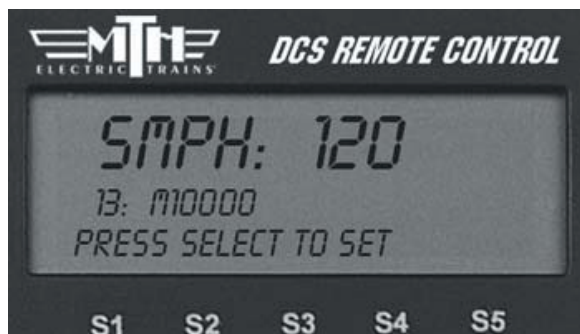 MTH
ELECTRIC TRAINS
DCS REMOTE CONTROL
SMPH: 120
13: M10000
PRESS SELECT TO SET
S1 S2 S3 S4 S5